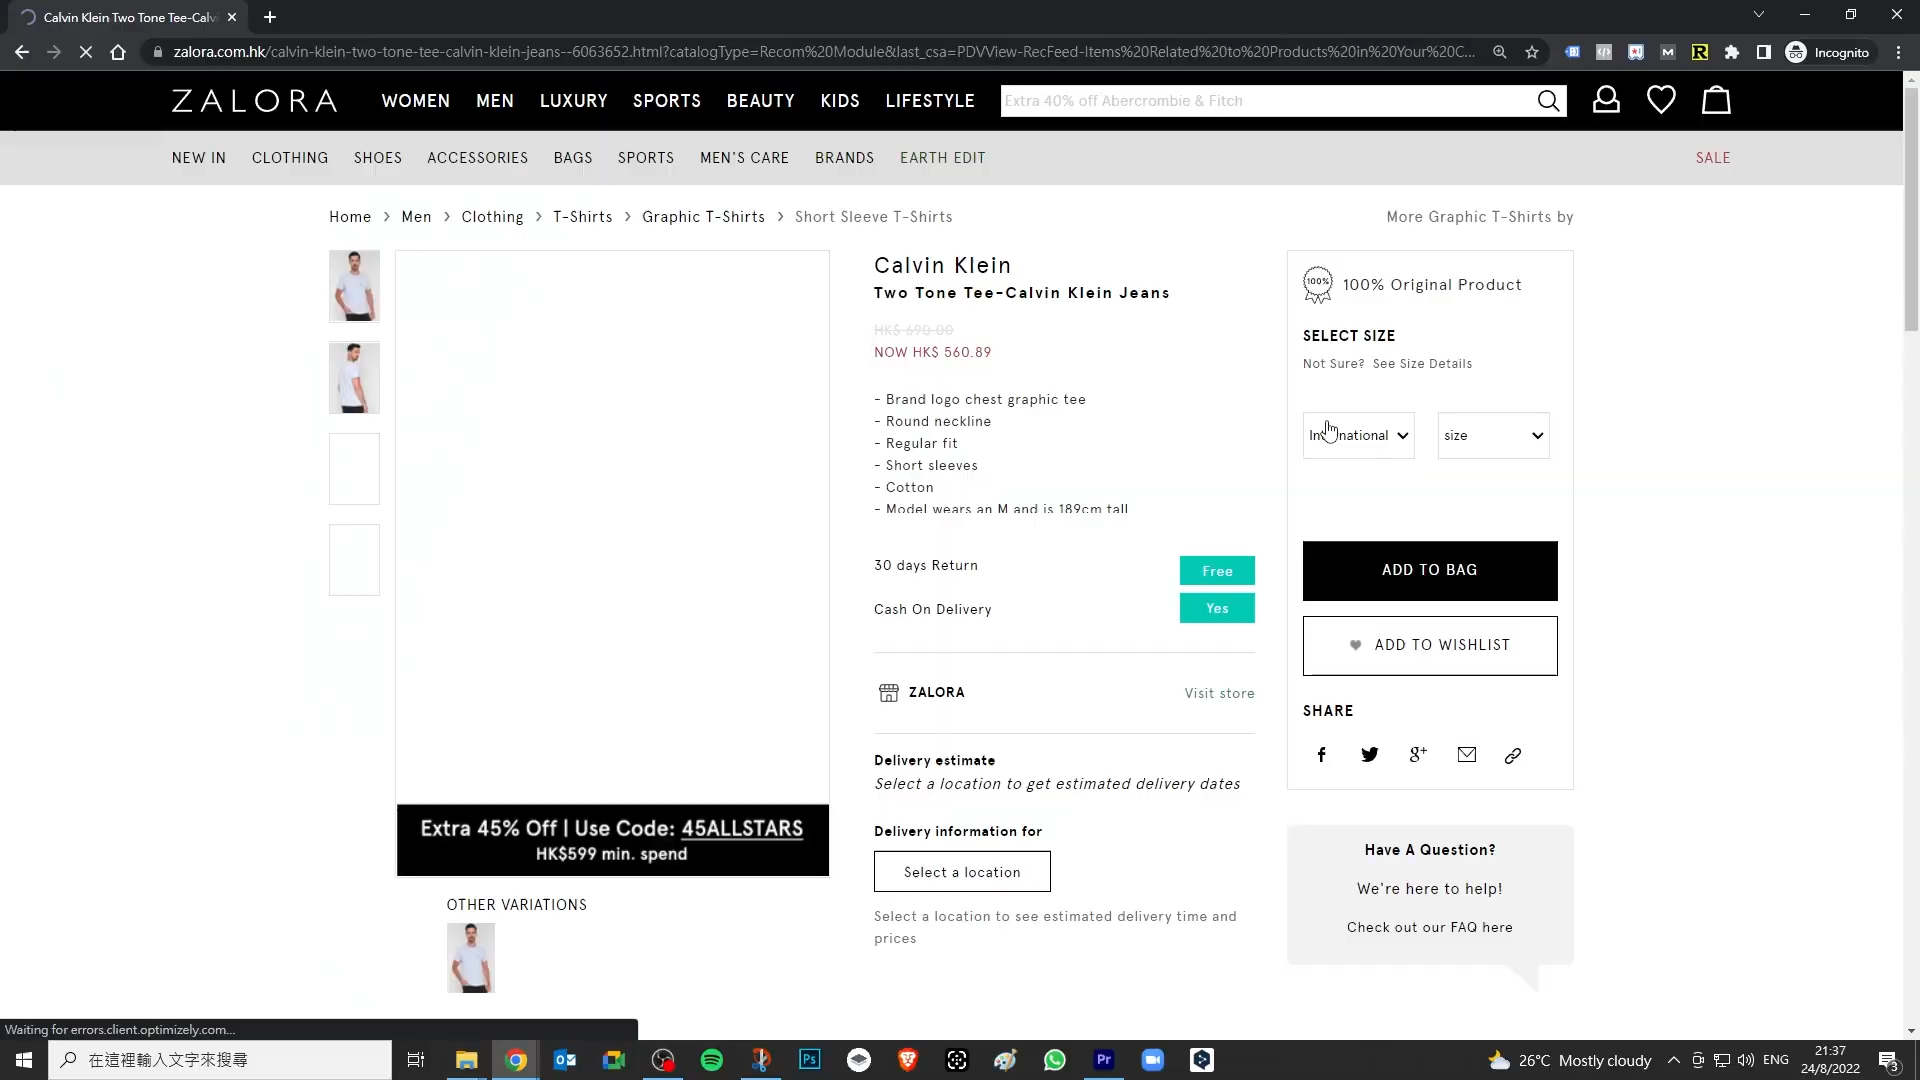 Calvin Klein Two Tone Tee-Calvi
zalora.com.hk/calvin-klein-two-tone-tee-calvin-klein-jeans--6063652.html?catalogType=Recom%20Module&last_csa=PDVView-RecFeed-Items%20Related%20to%20Products%20in%20Your%20C...
Incognito
ZALORA
WOMEN MEN LUXURY SPORTS BEAUTY KIDS LIFESTYLE
Extra 40% off Abercrombie & Fitch
NEW IN CLOTHING SHOES ACCESSORIES BAGS SPORTS MEN'S CARE BRANDS EARTH EDIT SALE
Home > Men > Clothing > T-Shirts > Graphic T-Shirts > Short Sleeve T-Shirts
More Graphic T-Shirts by
Calvin Klein
Two Tone Tee-Calvin Klein Jeans
HK$ 690.00
NOW HK$ 560.89
- Brand logo chest graphic tee
- Round neckline
- Regular fit
- Short sleeves
- Cotton
- Model wears an M and is 189cm tall
30 days Return Free
Cash On Delivery Yes
ZALORA Visit store
Delivery estimate
Select a location to get estimated delivery dates
Delivery information for
Select a location
Select a location to see estimated delivery time and
prices
Extra 45% Off | Use Code: 45ALLSTARS
HK$599 min. spend
OTHER VARIATIONS
100%
100% Original Product
SELECT SIZE
Not Sure? See Size Details
International size
ADD TO BAG
ADD TO WISHLIST
SHARE
Have A Question?
We're here to help!
Check out our FAQ here
Waiting for errors.client.optimizely.com...
在這裡輸入文字來搜尋
26°C Mostly cloudy
ENG
21:37
24/8/2022
3